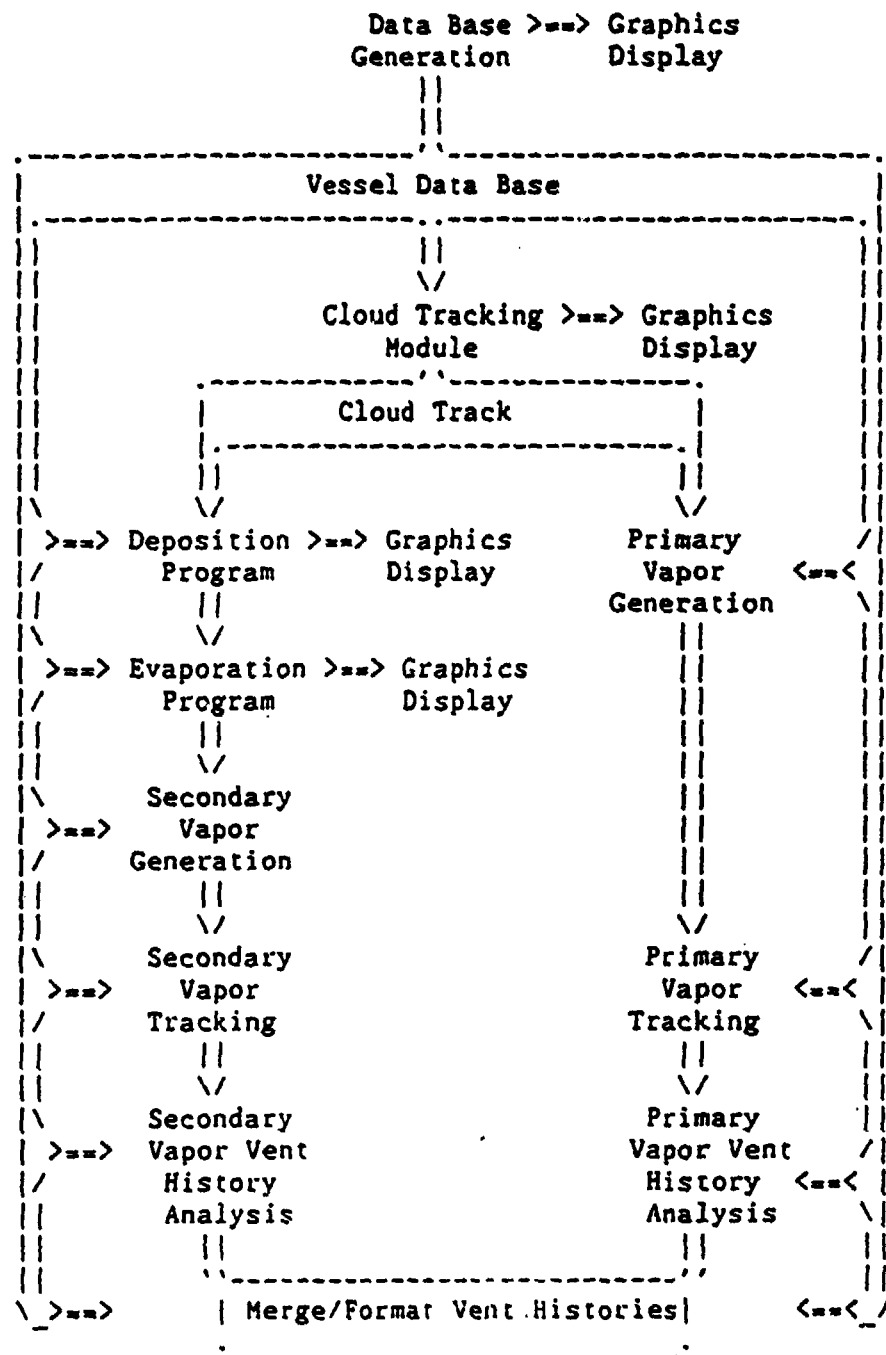 Data Base >==> Graphics
Generation Display
Vessel Data Base
Cloud Tracking >==> Graphics
Module Display
Cloud Track
>==> Deposition >==> Graphics Primary
Program Display Vapor <==<
Generation
>==> Evaporation >==> Graphics
Program Display
Secondary
>==> Vapor
Generation
Secondary Primary
>==> Vapor Vapor <==<
Tracking Tracking
Secondary Primary
>==> Vapor Vent Vapor Vent
History History <==<
Analysis Analysis
>==> | Merge/Format Vent Histories| <==<